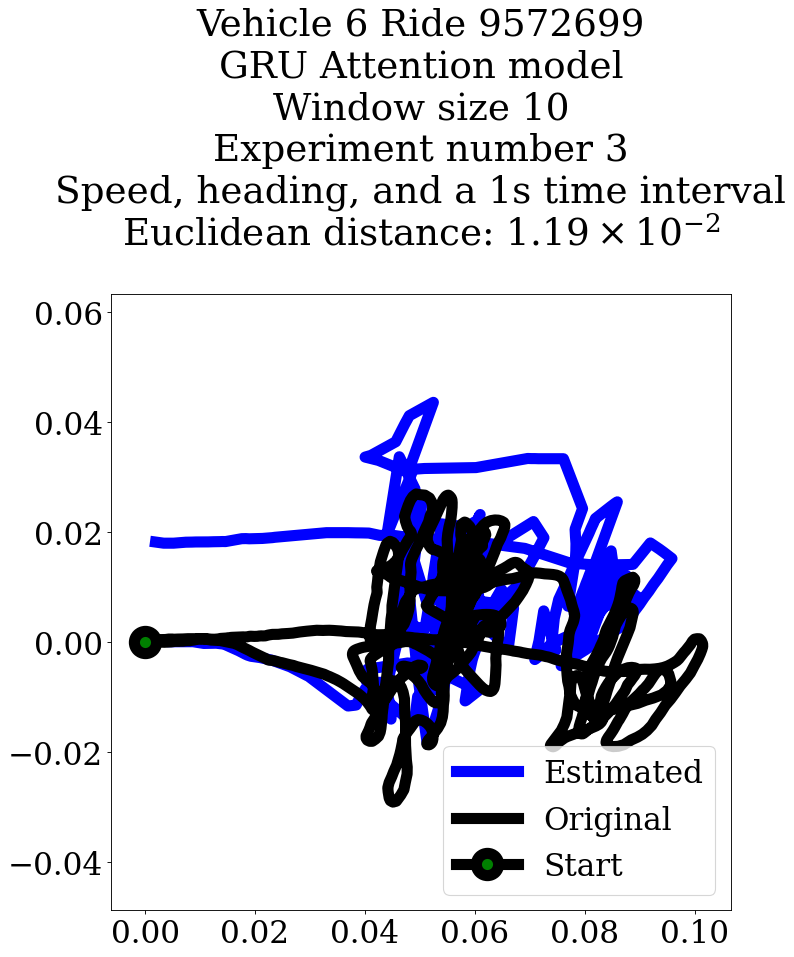 Vehicle 6 Ride 9572699
GRU Attention model
Window size 10
Experiment number 3
Speed, heading, and a 1s time interval
Euclidean distance: 1.19 × 10⁻²
0.06
0.04
0.02
0.00
−0.02
−0.04
Estimated
Original
Start
0.00 0.02 0.04 0.06 0.08 0.10